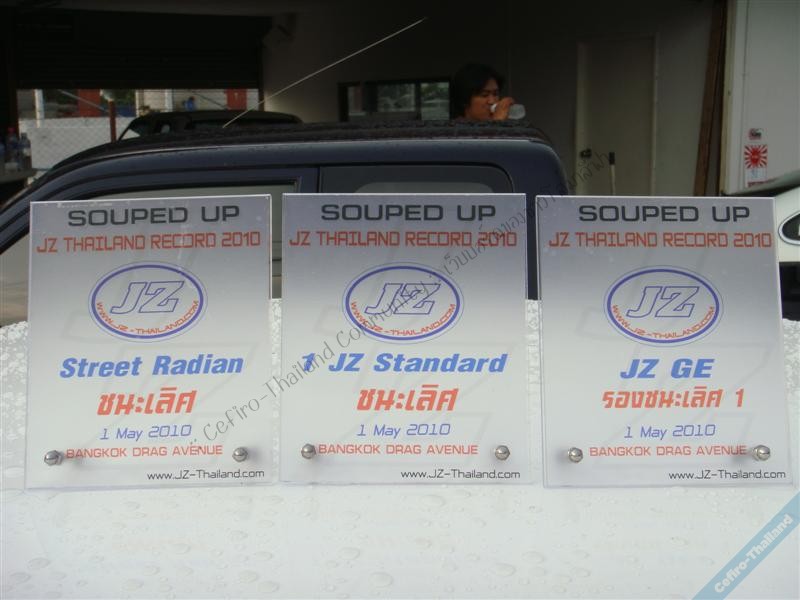 SOUPED UP
JZ THAILAND RECORD 2010
JZ
WWW.JZ-THAILAND.COM
Street Radian
ชนะเลิศ
1 May 2010
BANGKOK DRAG AVENUE
www.JZ-Thailand.com
SOUPED UP
JZ THAILAND RECORD 2010
JZ
WWW.JZ-THAILAND.COM
7 JZ Standard
ชนะเลิศ
1 May 2010
BANGKOK DRAG AVENUE
www.JZ-Thailand.com
SOUPED UP
JZ THAILAND RECORD 2010
JZ
WWW.JZ-THAILAND.COM
JZ GE
รองชนะเลิศ 1
1 May 2010
BANGKOK DRAG AVENUE
www.JZ-Thailand.com
Cefiro-Thailand Community
Cefiro-Thailand